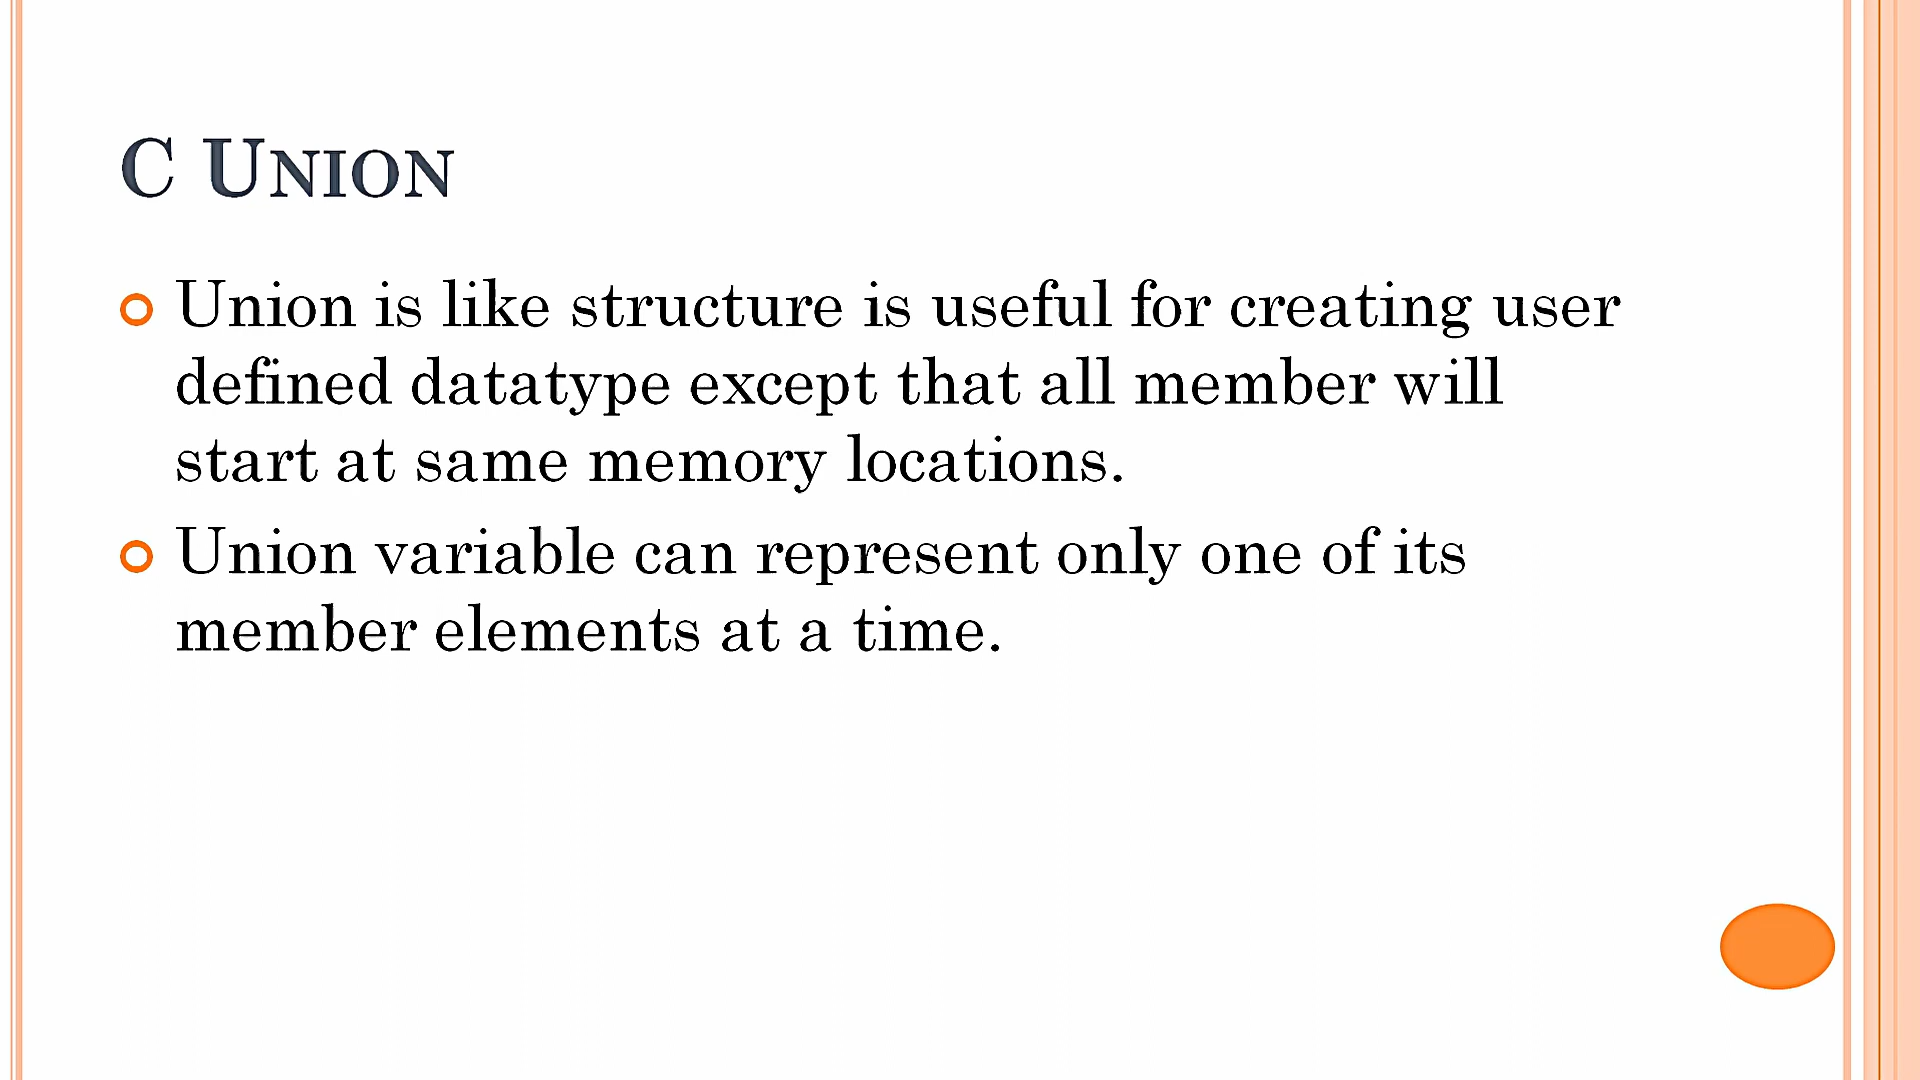 C UNION
Union is like structure is useful for creating user
defined datatype except that all member will
start at same memory locations.
Union variable can represent only one of its
member elements at a time.